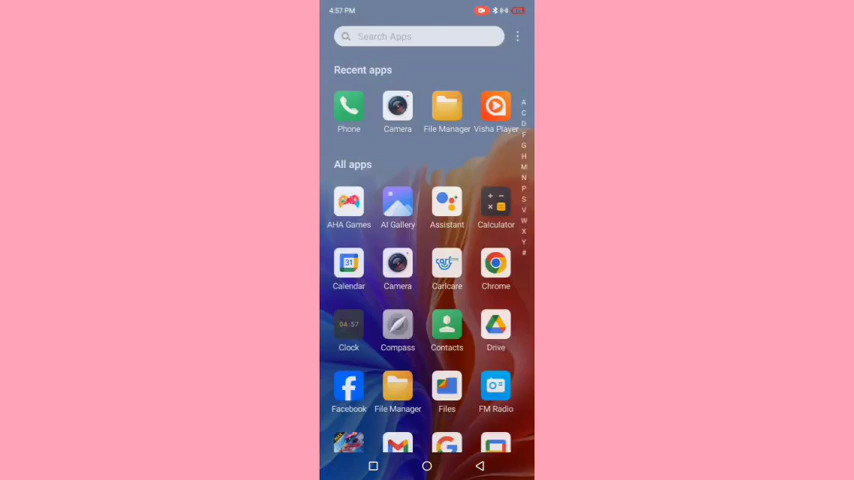 4:57 PM
Search Apps
Recent apps
Phone
Camera
File Manager
Visha Player
All apps
AHA Games
AI Gallery
Assistant
Calculator
31
Calendar
Camera
Carlcare
Chrome
04:57
Clock
Compass
Contacts
Drive
Facebook
File Manager
Files
FM Radio
A
C
D
F
G
H
M
N
P
S
V
W
X
Y
#